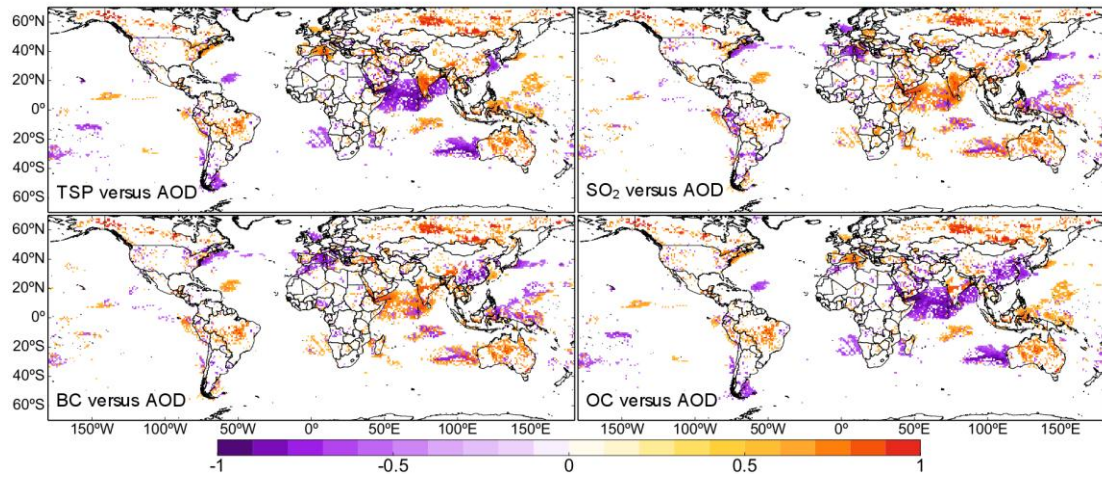 60°N
40°N
20°N
0°
20°S
40°S
60°S
TSP versus AOD
SO₂ versus AOD
60°N
40°N
20°N
0°
20°S
40°S
60°S
BC versus AOD
OC versus AOD
150°W 100°W 50°W 0° 50°E 100°E 150°E 150°W 100°W 50°W 0° 50°E 100°E 150°E
-1 -0.5 0 0.5 1